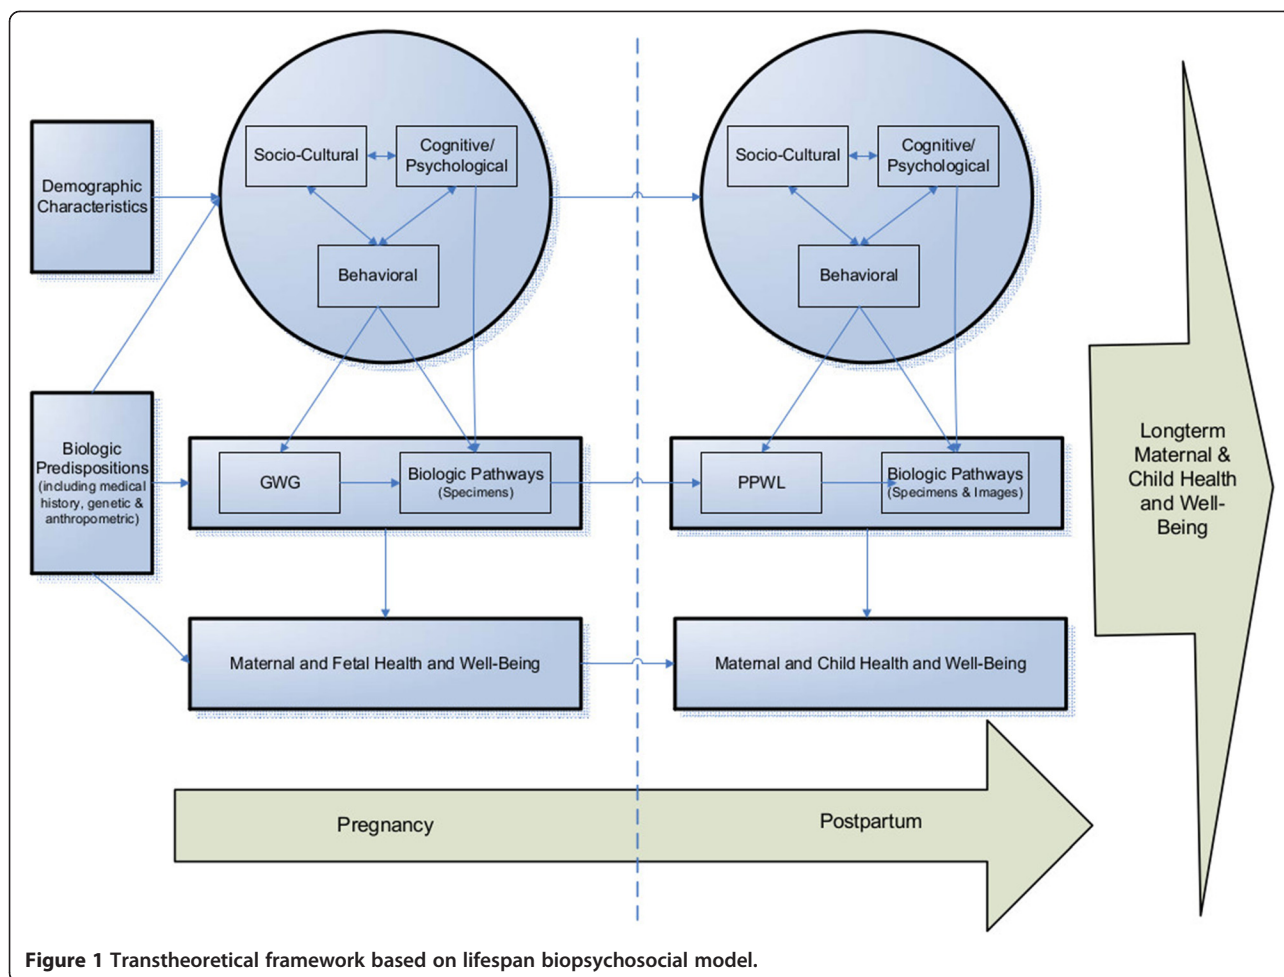 Demographic
Characteristics
Socio-Cultural
Cognitive/
Psychological
Behavioral
Socio-Cultural
Cognitive/
Psychological
Behavioral
Biologic
Predispositions
(including medical
history, genetic &
anthropometric)
GWG
Biologic Pathways
(Specimens)
PPWL
Biologic Pathways
(Specimens & Images)
Maternal and Fetal Health and Well-Being
Maternal and Child Health and Well-Being
Longterm
Maternal &
Child Health
and Well-
Being
Pregnancy
Postpartum
Figure 1 Transtheoretical framework based on lifespan biopsychosocial model.